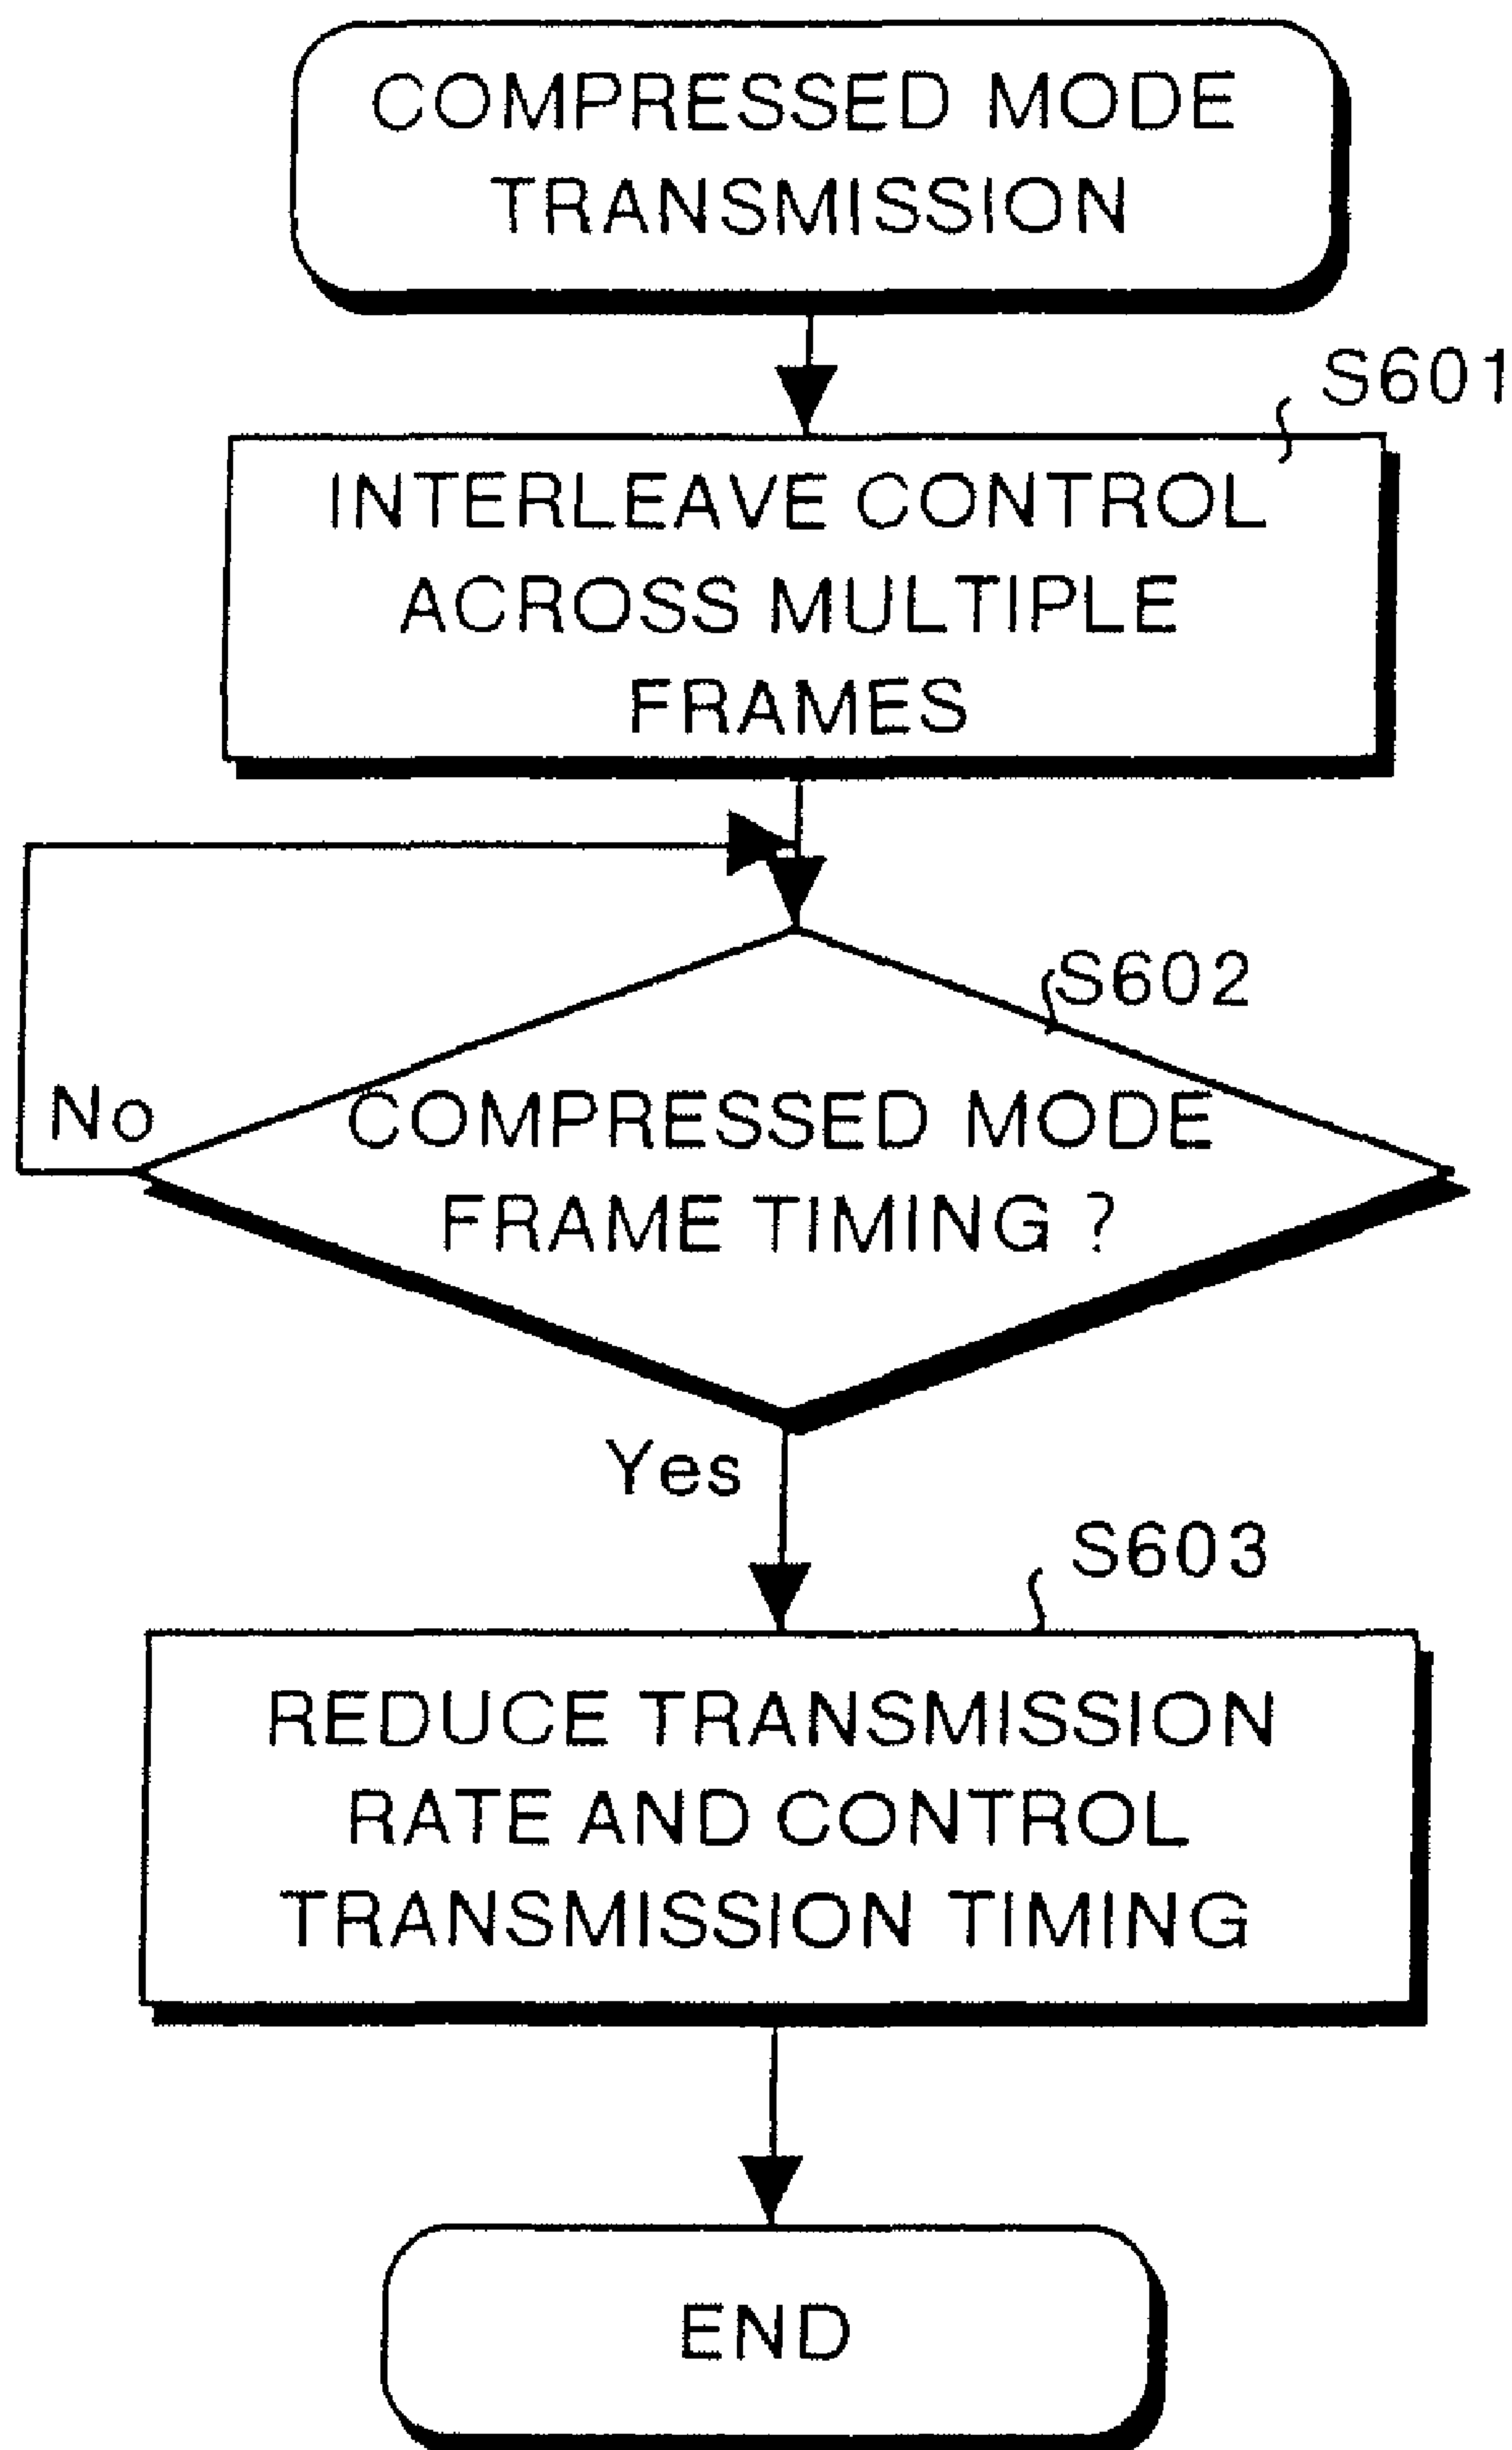 COMPRESSED MODE
TRANSMISSION
S601
INTERLEAVE CONTROL
ACROSS MULTIPLE
FRAMES
S602
No
COMPRESSED MODE
FRAME TIMING ?
Yes
S603
REDUCE TRANSMISSION
RATE AND CONTROL
TRANSMISSION TIMING
END